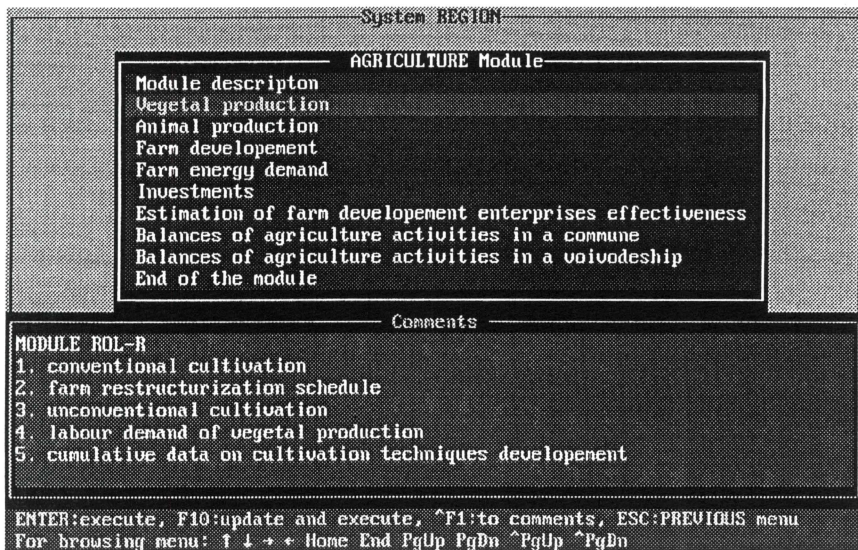 System REGION
AGRICULTURE Module
Module descripton
Vegetal production
Animal production
Farm developement
Farm energy demand
Investments
Estimation of farm developement enterprises effectiveness
Balances of agriculture activities in a commune
Balances of agriculture activities in a voivodeship
End of the module
Comments
MODULE ROL-R
1. conventional cultivation
2. farm restructurization schedule
3. unconventional cultivation
4. labour demand of vegetal production
5. cumulative data on cultivation techniques developement
ENTER:execute, F10:update and execute, ^F1:to comments, ESC:PREVIOUS menu
For browsing menu: ↑ ↓ → ← Home End PgUp PgDn ^PgUp ^PgDn